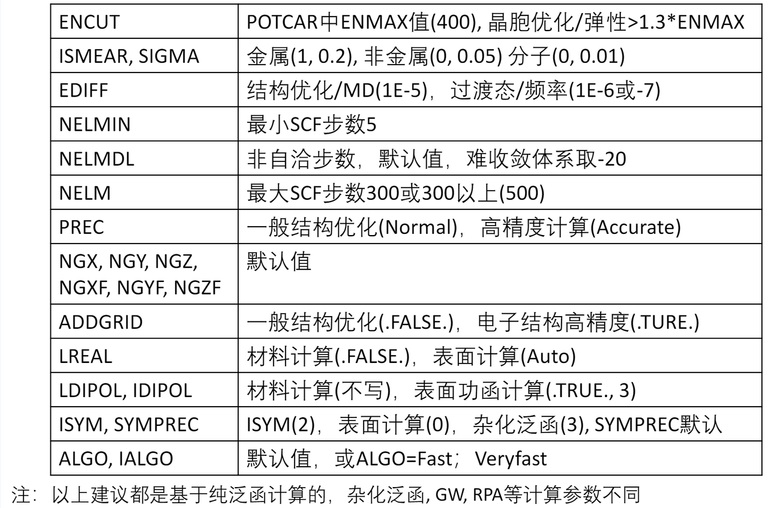 ENCUT POTCAR中ENMAX值(400), 晶胞优化/弹性>1.3*ENMAX
ISMEAR, SIGMA 金属(1, 0.2), 非金属(0, 0.05) 分子(0, 0.01)
EDIFF 结构优化/MD(1E-5)，过渡态/频率(1E-6或-7)
NELMIN 最小SCF步数5
NELMDL 非自洽步数，默认值，难收敛体系取-20
NELM 最大SCF步数300或300以上(500)
PREC 一般结构优化(Normal)，高精度计算(Accurate)
NGX, NGY, NGZ, 默认值
NGXF, NGYF, NGZF
ADDGRID 一般结构优化(.FALSE.)，电子结构高精度(.TURE.)
LREAL 材料计算(.FALSE.)，表面计算(Auto)
LDIPOL, IDIPOL 材料计算(不写)，表面功函计算(.TRUE., 3)
ISYM, SYMPREC ISYM(2)，表面计算(0)，杂化泛函(3), SYMPREC默认
ALGO, IALGO 默认值，或ALGO=Fast；Veryfast
注：以上建议都是基于纯泛函计算的，杂化泛函, GW, RPA等计算参数不同